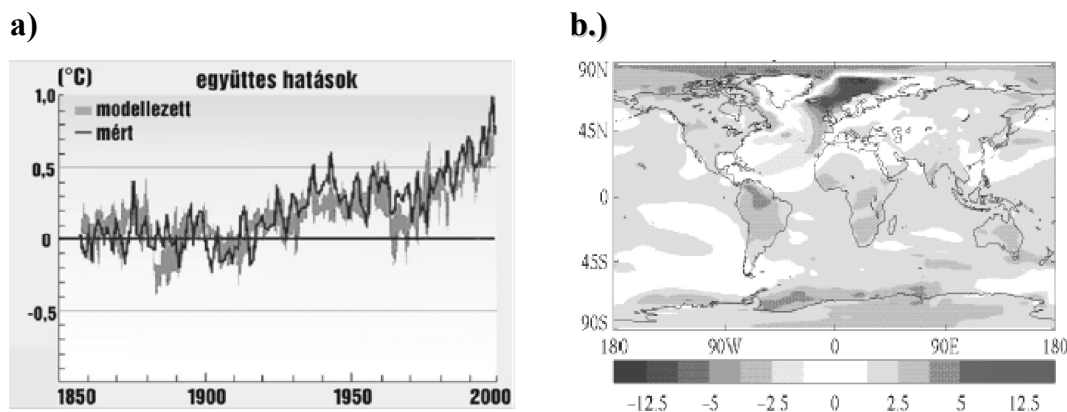 a)
(°C)
együttes hatások
1,0
modellezett
mért
0,5
0
-0,5
1850 1900 1950 2000
b.)
90N
45N
0
45S
90S
180 90W 0 90E 180
-12.5 -5 -2.5 0 2.5 5 12.5